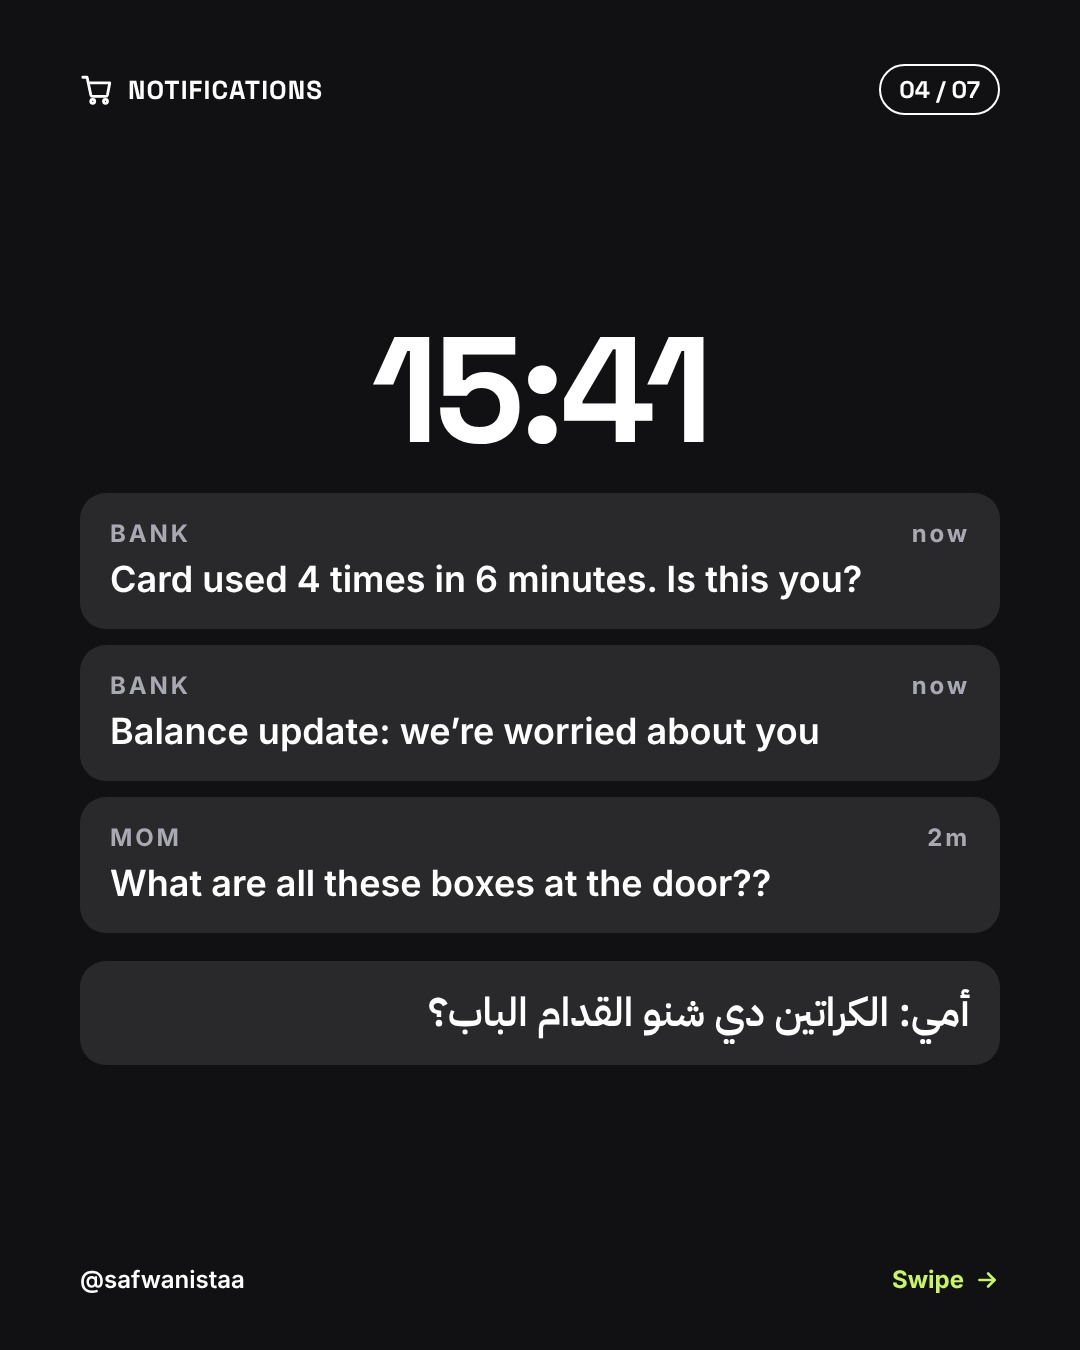 NOTIFICATIONS
04 / 07
15:41
BANK
now
Card used 4 times in 6 minutes. Is this you?
BANK
now
Balance update: we’re worried about you
MOM
2m
What are all these boxes at the door??
أمي: الكراتين دي شنو القدام الباب؟
@safwanistaa
Swipe →